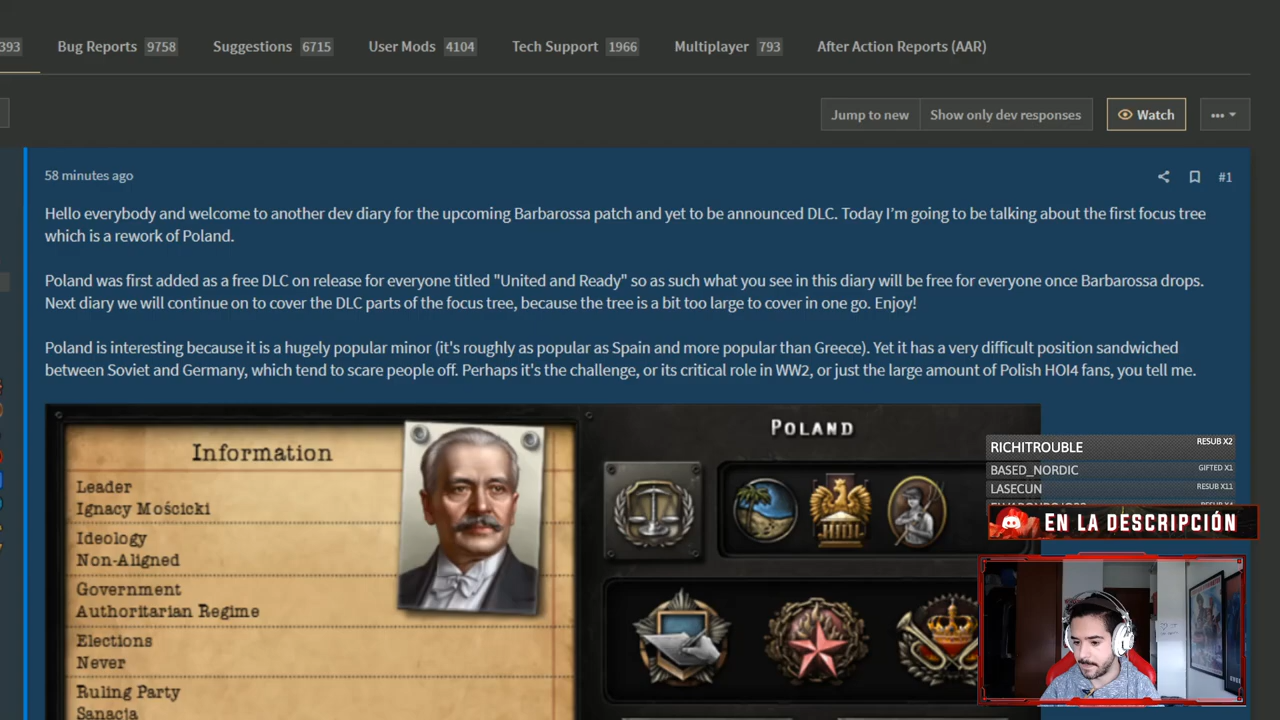 393 Bug Reports 9758 Suggestions 6715 User Mods 4104 Tech Support 1966 Multiplayer 793 After Action Reports (AAR)
Jump to new Show only dev responses Watch
58 minutes ago #1
Hello everybody and welcome to another dev diary for the upcoming Barbarossa patch and yet to be announced DLC. Today I'm going to be talking about the first focus tree
which is a rework of Poland.
Poland was first added as a free DLC on release for everyone titled "United and Ready" so as such what you see in this diary will be free for everyone once Barbarossa drops.
Next diary we will continue on to cover the DLC parts of the focus tree, because the tree is a bit too large to cover in one go. Enjoy!
Poland is interesting because it is a hugely popular minor (it's roughly as popular as Spain and more popular than Greece). Yet it has a very difficult position sandwiched
between Soviet and Germany, which tend to scare people off. Perhaps it's the challenge, or its critical role in WW2, or just the large amount of Polish HOI4 fans, you tell me.
Information
Leader
Ignacy Mościcki
Ideology
Non-Aligned
Government
Authoritarian Regime
Elections
Never
Ruling Party
Sanacja
POLAND
RICHITROUBLE RESUB X2
BASED_NORDIC GIFTED X1
LASECUN RESUB X11
EN LA DESCRIPCIÓN